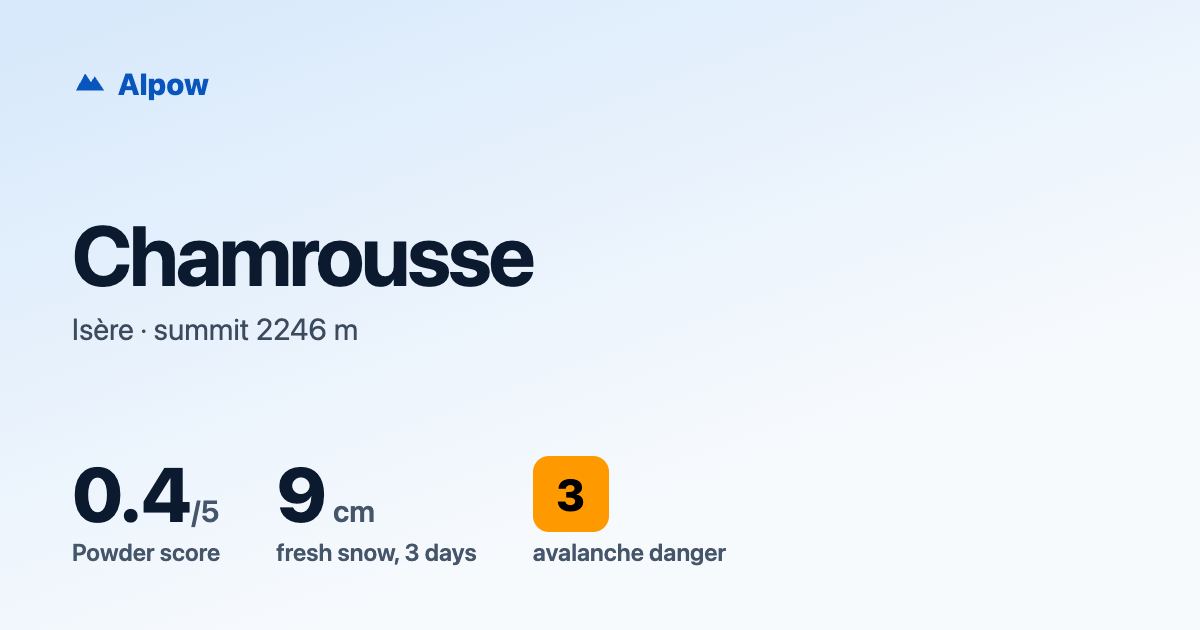 Alpow
Chamrousse
Isère · summit 2246 m
0.4/5
Powder score
9 cm
fresh snow, 3 days
3
avalanche danger